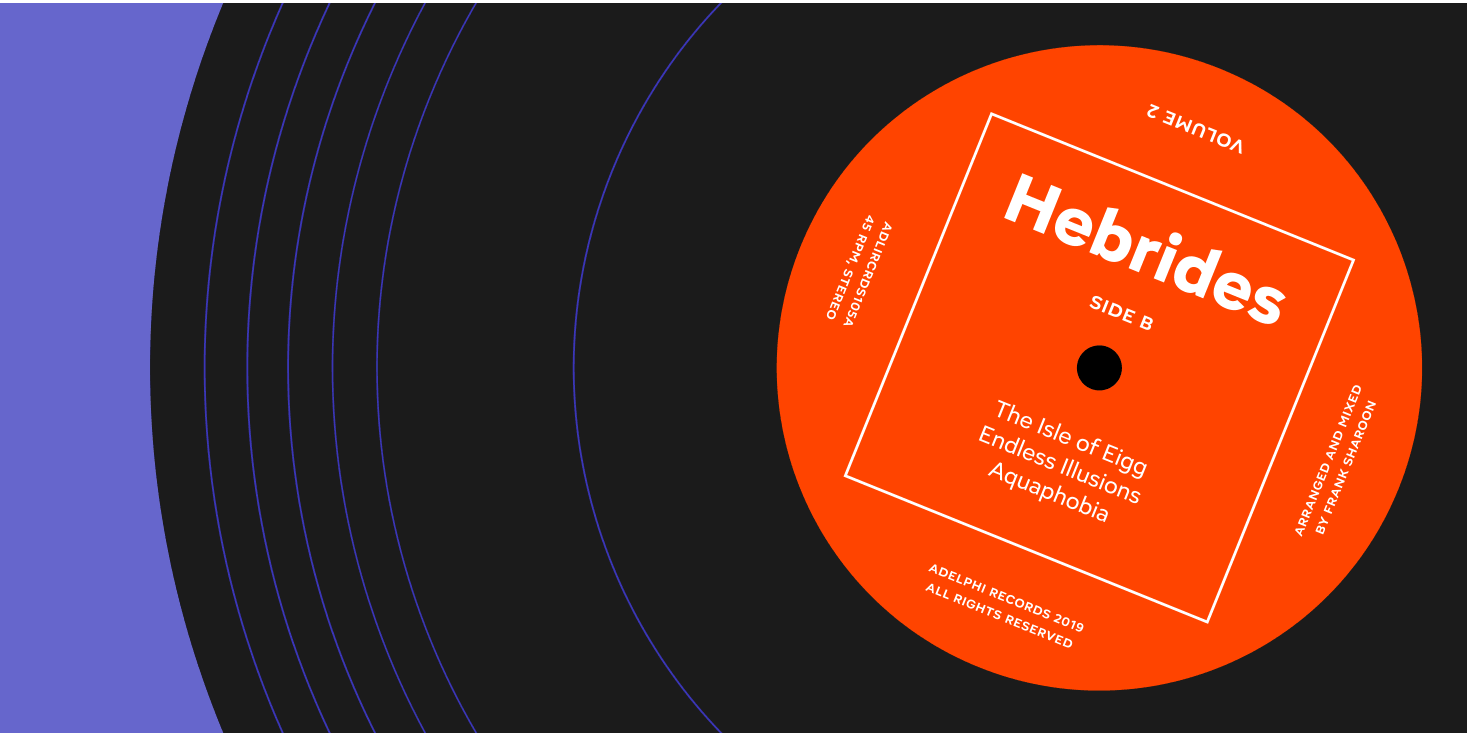 VOLUME 2
Hebrides
SIDE B
The Isle of Eigg
Endless Illusions
Aquaphobia
ADLIRCRDS105A
45 RPM, STEREO
ARRANGED AND MIXED
BY FRANK SHAROON
ADELPHI RECORDS 2019
ALL RIGHTS RESERVED